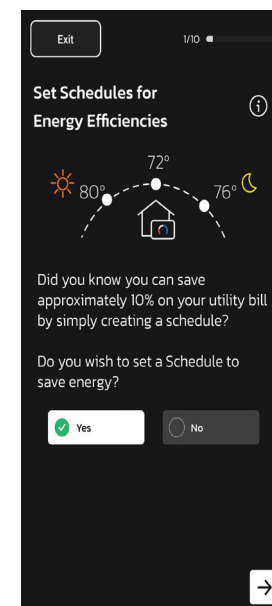 Exit
1/10
Set Schedules for
Energy Efficiencies
72°
80°
76°
Did you know you can save
approximately 10% on your utility bill
by simply creating a schedule?
Do you wish to set a Schedule to
save energy?
Yes
No